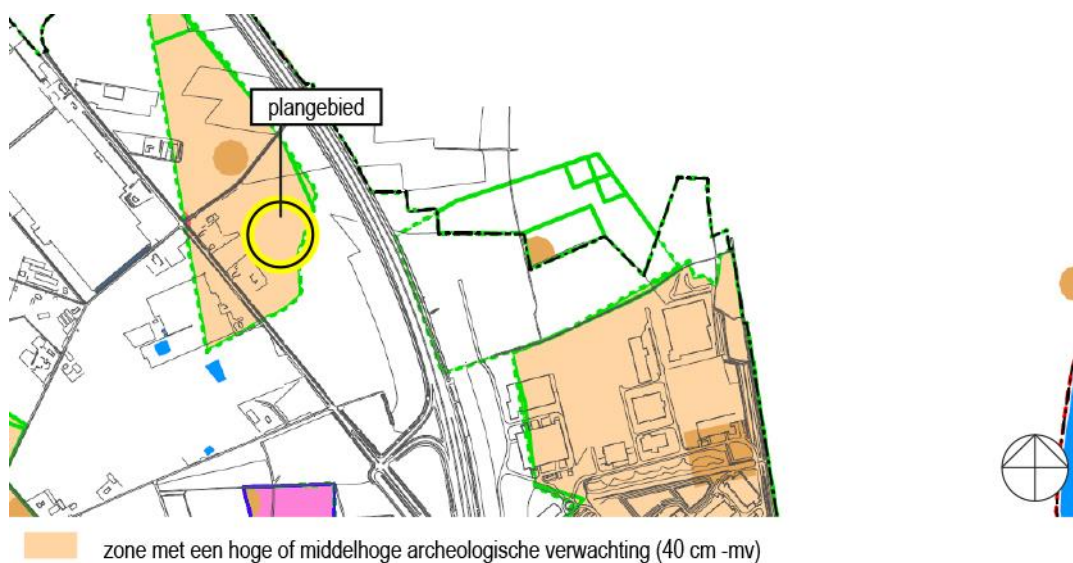 plangebied
zone met een hoge of middelhoge archeologische verwachting (40 cm -mv)